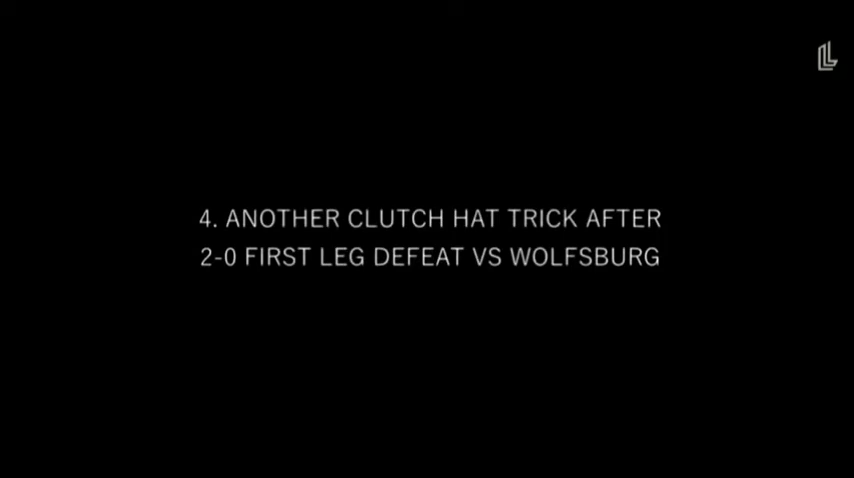 4. ANOTHER CLUTCH HAT TRICK AFTER
2-0 FIRST LEG DEFEAT VS WOLFSBURG